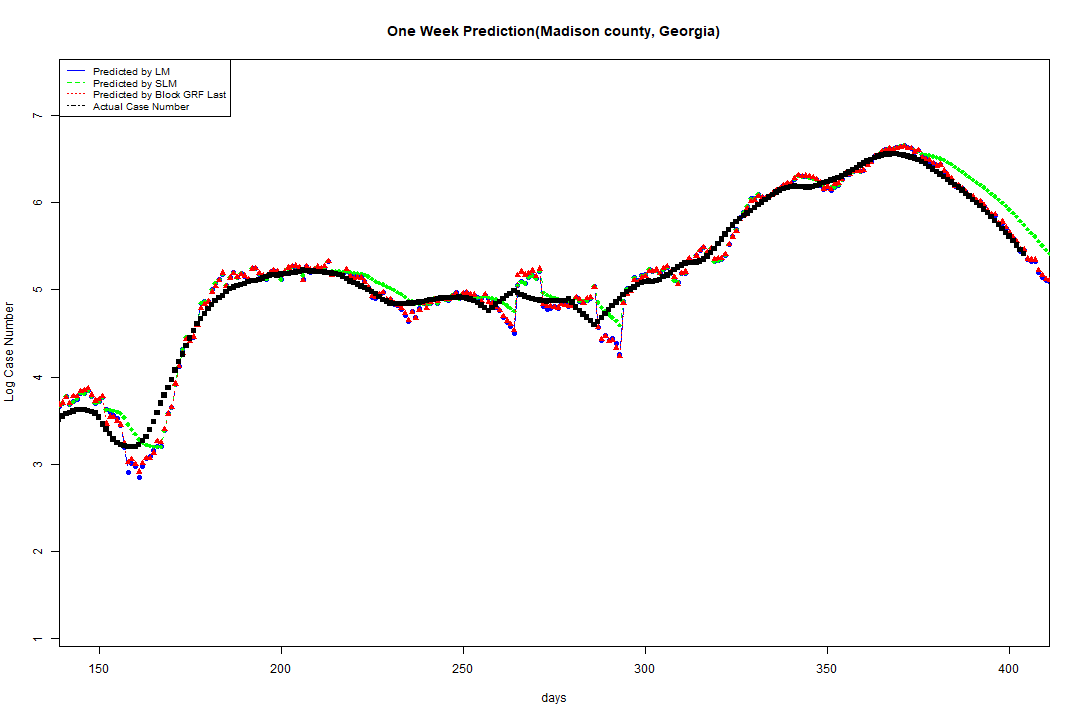 One Week Prediction(Madison county, Georgia)
Predicted by LM
Predicted by SLM
Predicted by Block GRF Last
Actual Case Number
7
6
5
4
3
2
1
Log Case Number
150 200 250 300 350 400
days